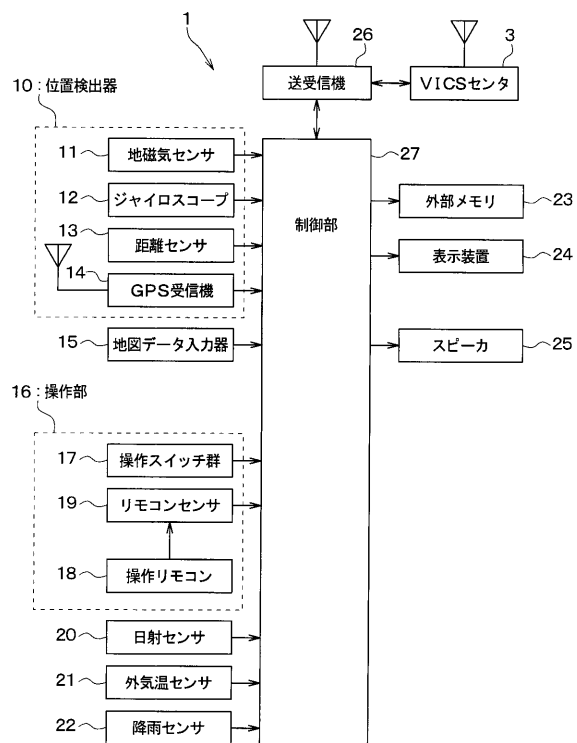 1
26
3
送受信機
VICSセンタ
10:位置検出器
27
11
地磁気センサ
12
ジャイロスコープ
13
距離センサ
14
GPS受信機
15
地図データ入力器
制御部
外部メモリ
23
表示装置
24
スピーカ
25
16:操作部
17
操作スイッチ群
19
リモコンセンサ
18
操作リモコン
20
日射センサ
21
外気温センサ
22
降雨センサ